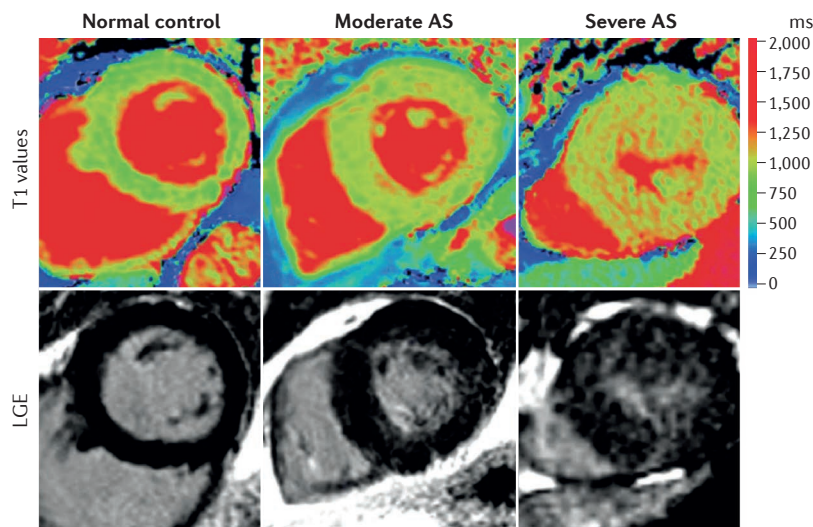 Normal control
Moderate AS
Severe AS
ms
T1 values
2,000
1,750
1,500
1,250
1,000
750
500
250
0
LGE